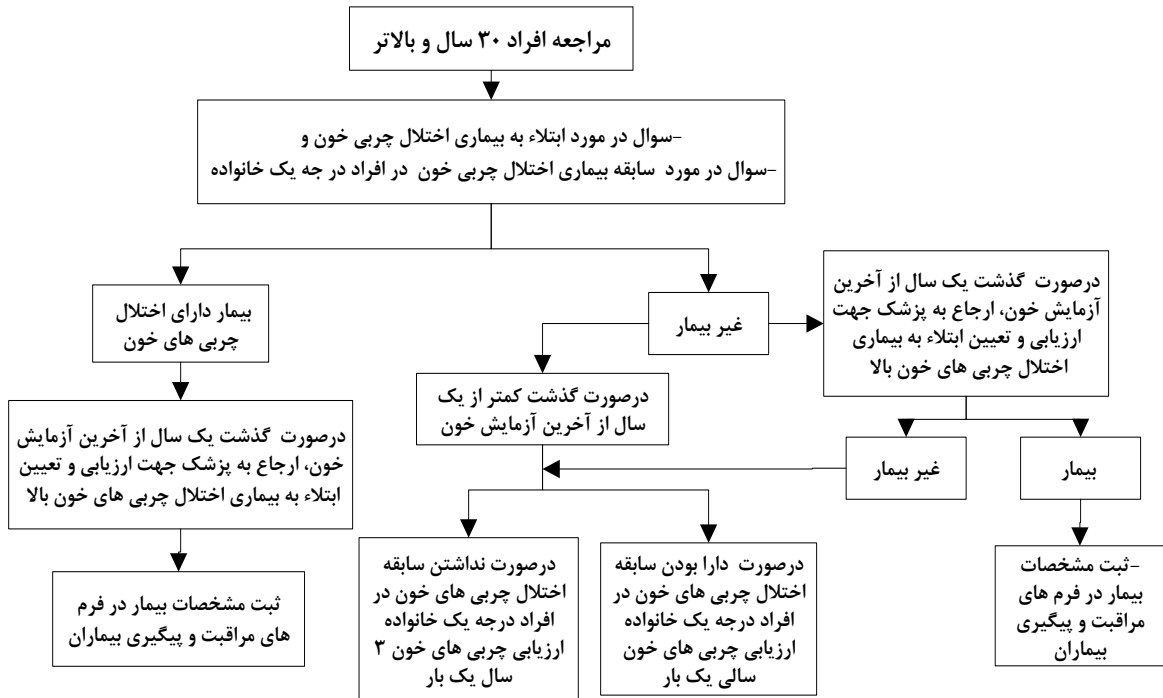 مراجعه افراد ۳۰ سال و بالاتر
-سوال در مورد ابتلاء به بیماری اختلال چربی خون و
-سوال در مورد سابقه بیماری اختلال چربی خون در افراد در جه یک خانواده
بیمار دارای اختلال
چربی های خون
غیر بیمار
درصورت گذشت یک سال از آخرین
آزمایش خون، ارجاع به پزشک جهت
ارزیابی و تعیین ابتلاء به بیماری
اختلال چربی های خون بالا
درصورت گذشت کمتر از یک
سال از آخرین آزمایش خون
درصورت گذشت یک سال از آخرین آزمایش
خون، ارجاع به پزشک جهت ارزیابی و تعیین
ابتلاء به بیماری اختلال چربی های خون بالا
غیر بیمار
بیمار
ثبت مشخصات بیمار در فرم
های مراقبت و پیگیری بیماران
درصورت نداشتن سابقه
اختلال چربی های خون در
افراد درجه یک خانواده
ارزیابی چربی های خون ۳
سال یک بار
درصورت دارا بودن سابقه
اختلال چربی های خون در
افراد درجه یک خانواده
ارزیابی چربی های خون
سالی یک بار
-ثبت مشخصات
بیمار در فرم های
مراقبت و پیگیری
بیماران